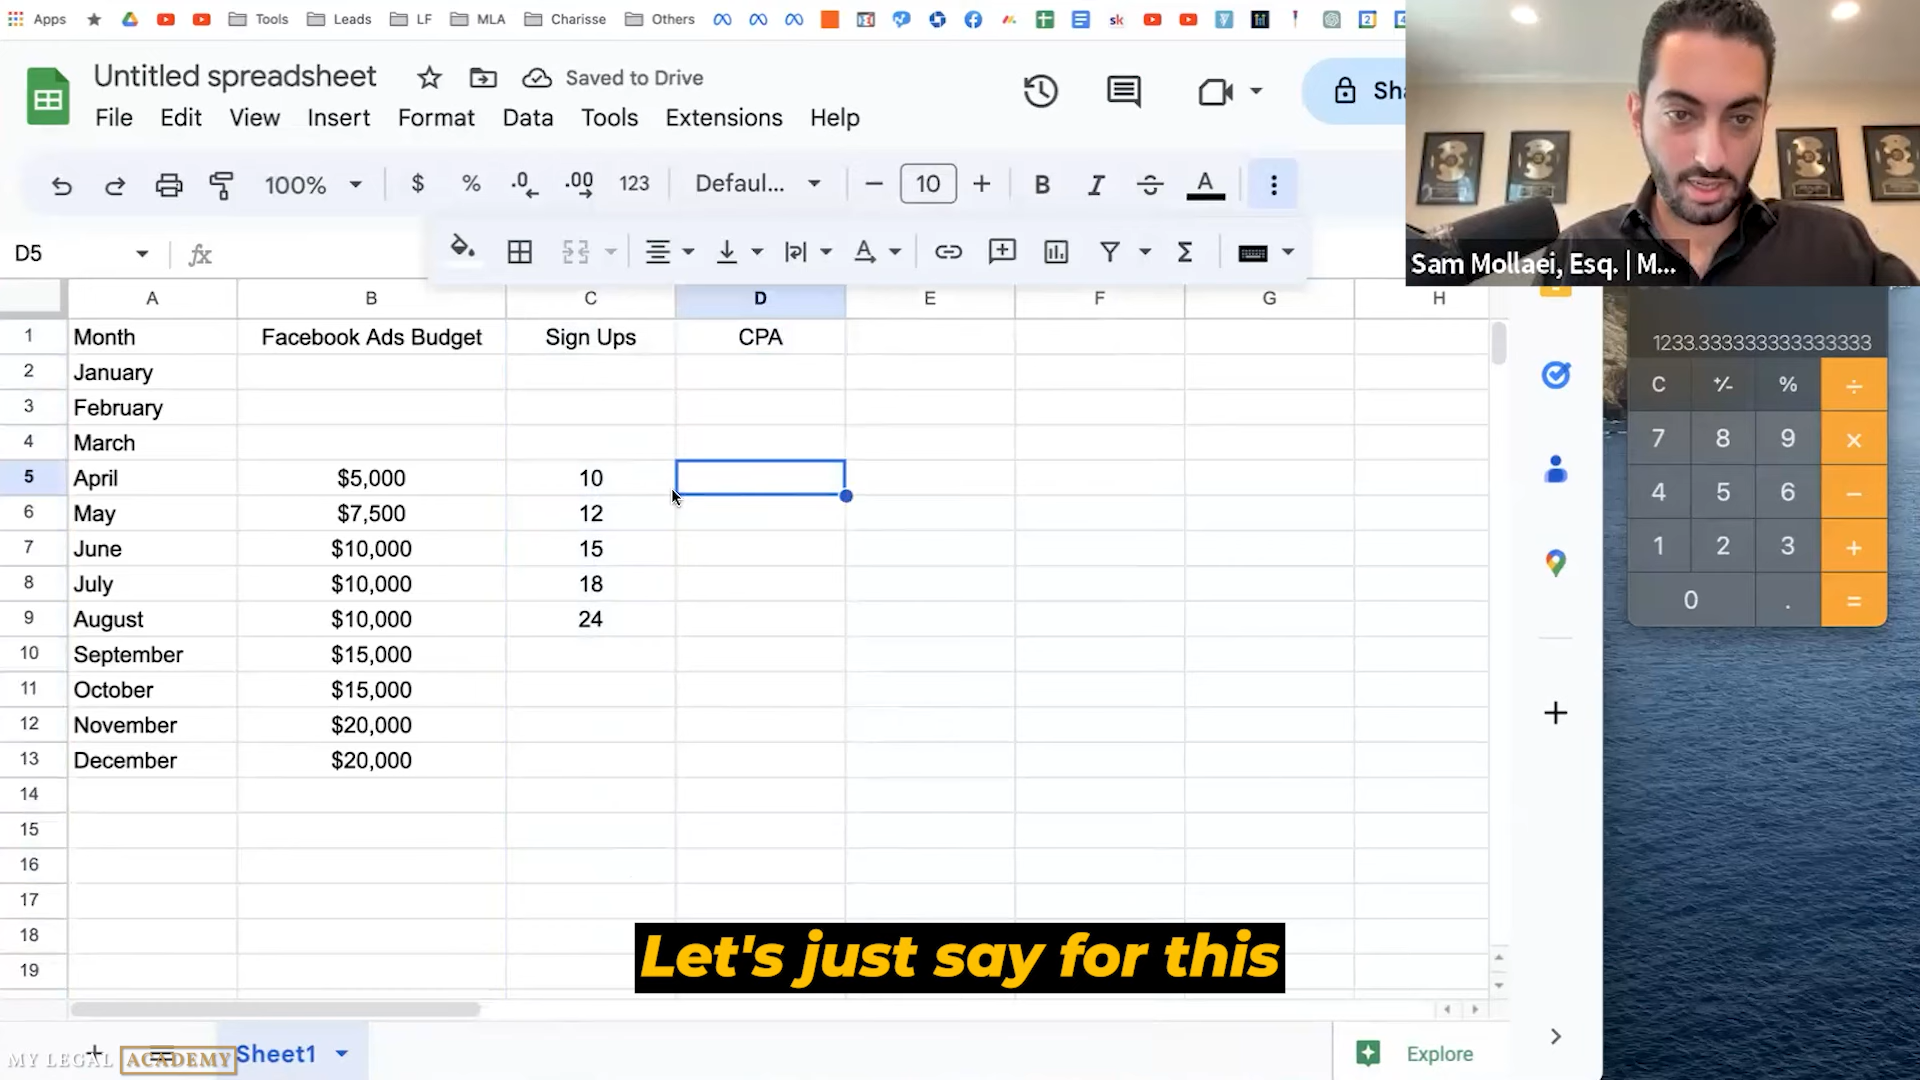 Apps Tools Leads LF MLA Charisse Others sk
Untitled spreadsheet Saved to Drive
File Edit View Insert Format Data Tools Extensions Help
100% $ % .0 .00 123 Defaul... 10 B I A
D5 fx
Sam Mollaei, Esq. | M...
A B C D E F G H
1 Month Facebook Ads Budget Sign Ups CPA
2 January
3 February
4 March
5 April $5,000 10
6 May $7,500 12
7 June $10,000 15
8 July $10,000 18
9 August $10,000 24
10 September $15,000
11 October $15,000
12 November $20,000
13 December $20,000
14
15
16
17
18
19
1233.333333333333333
C +/- % ÷
7 8 9 ×
4 5 6 −
1 2 3 +
0 . =
Let's just say for this
MY LEGAL ACADEMY
Sheet1
Explore